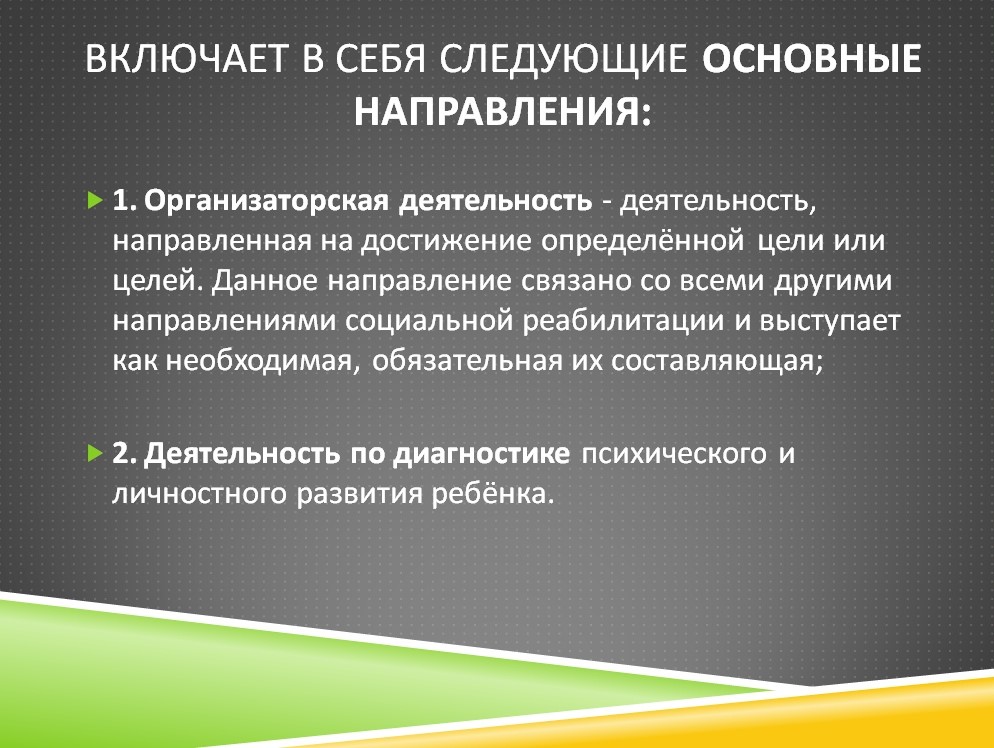 ВКЛЮЧАЕТ В СЕБЯ СЛЕДУЮЩИЕ ОСНОВНЫЕ
НАПРАВЛЕНИЯ:
1. Организаторская деятельность - деятельность,
направленная на достижение определённой цели или
целей. Данное направление связано со всеми другими
направлениями социальной реабилитации и выступает
как необходимая, обязательная их составляющая;
2. Деятельность по диагностике психического и
личностного развития ребёнка.